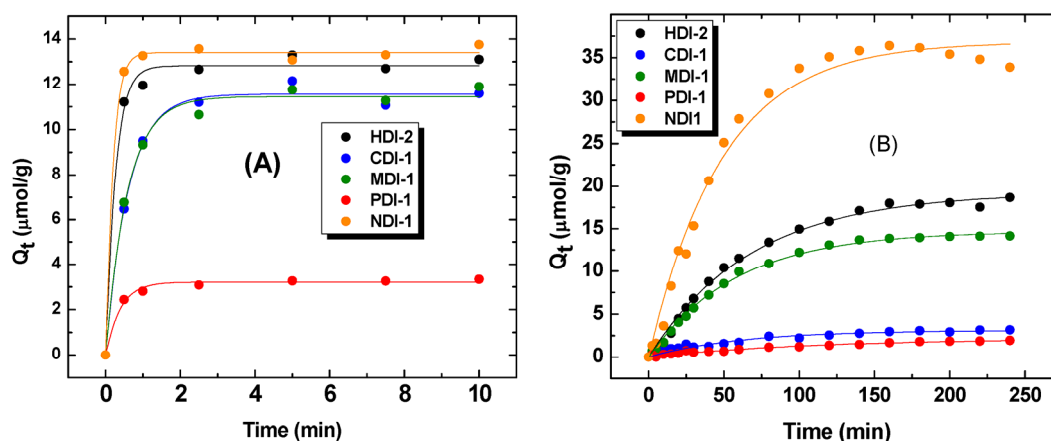 14
12
10
8
6
4
2
0
Qt (μmol/g)
(A)
HDI-2
CDI-1
MDI-1
PDI-1
NDI-1
0 2 4 6 8 10
Time (min)
HDI-2
CDI-1
MDI-1
PDI-1
NDI1
35
30
25
20
15
10
5
0
Qt (μmol/g)
(B)
0 50 100 150 200 250
Time (min)